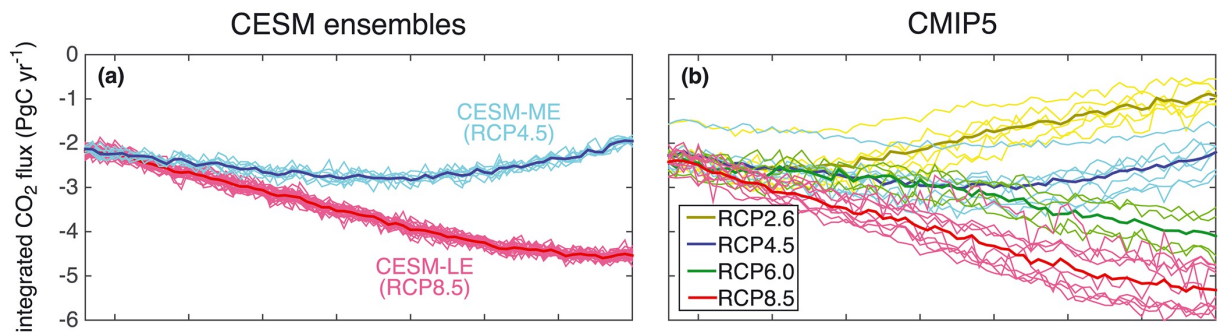 CESM ensembles
CMIP5
integrated CO2 flux (PgC yr-1)
0
-1
-2
-3
-4
-5
-6
(a)
CESM-ME
(RCP4.5)
CESM-LE
(RCP8.5)
(b)
RCP2.6
RCP4.5
RCP6.0
RCP8.5